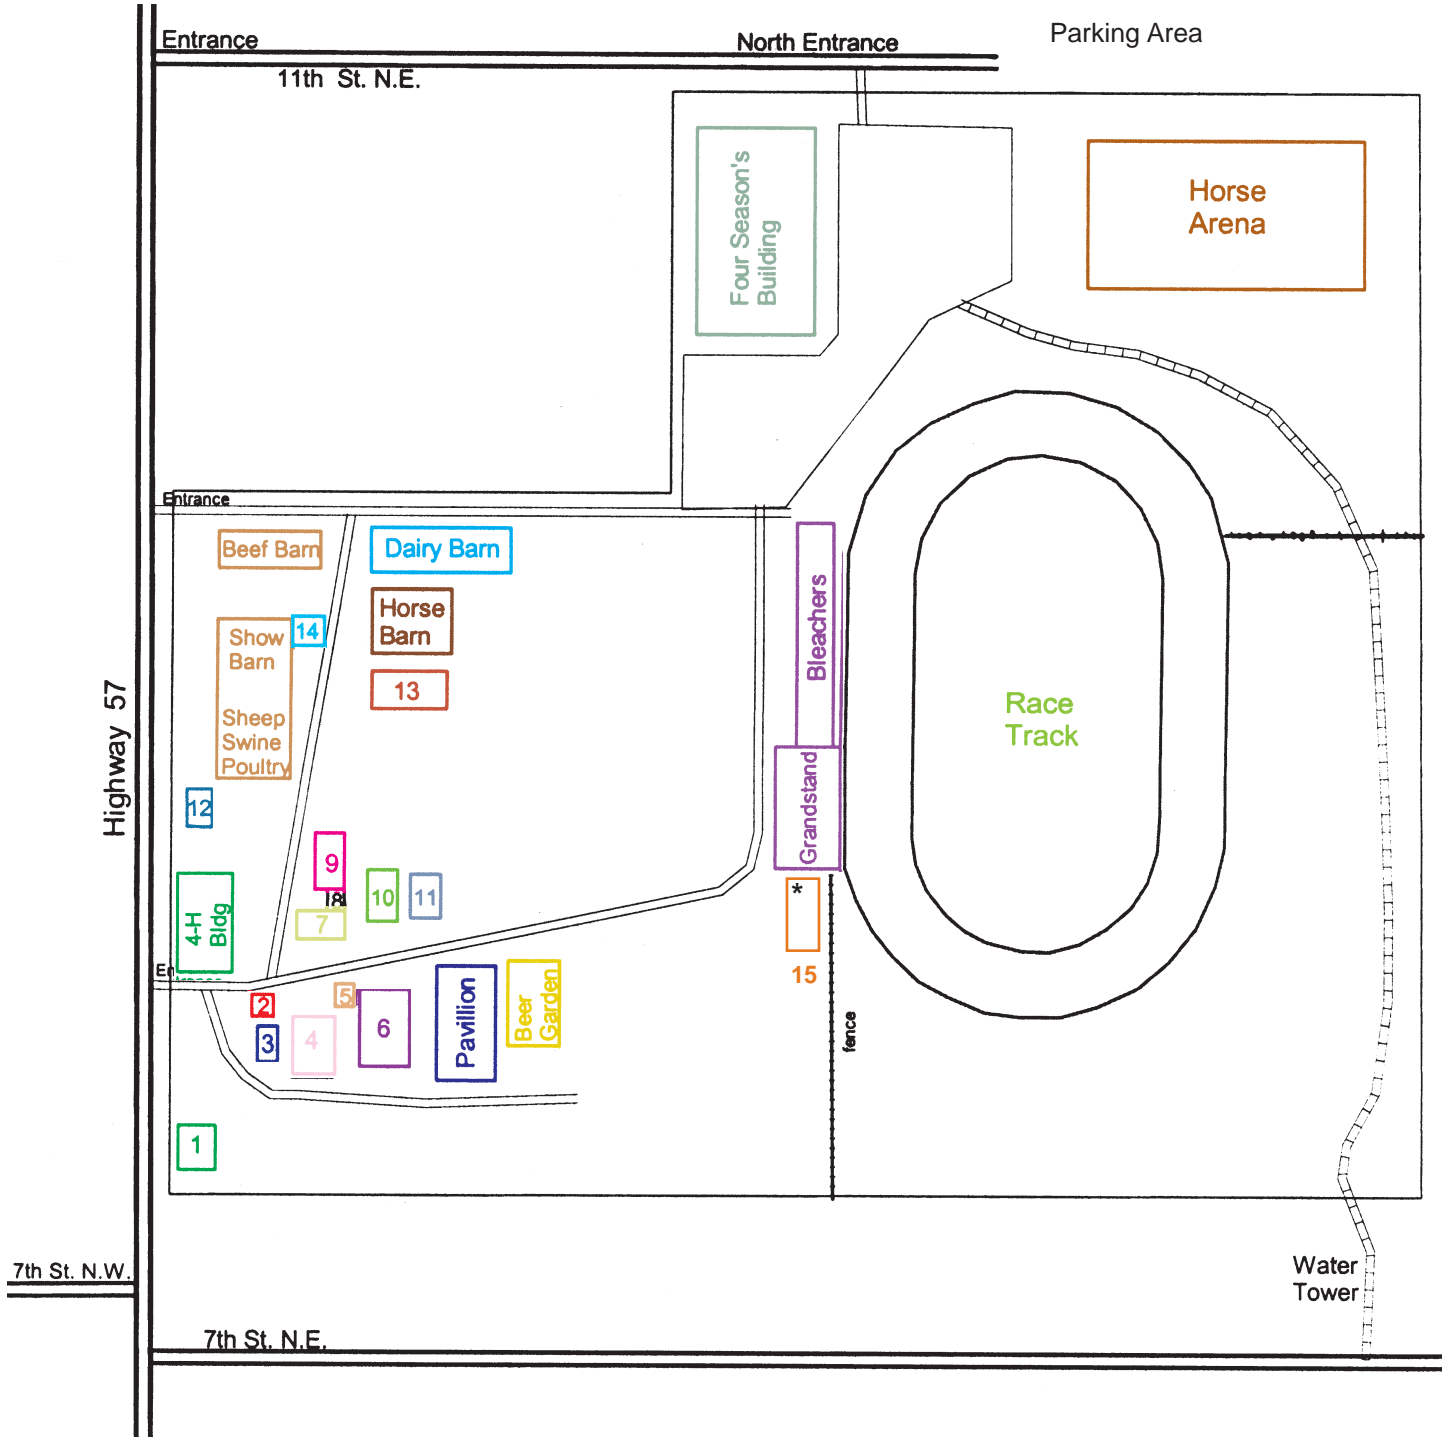 Parking Area
Entrance
North Entrance
11th St. N.E.
Four Season's
Building
Horse
Arena
Entrance
Beef Barn
Dairy Barn
Horse
Barn
14
Show
Barn
Sheep
Swine
Poultry
13
Bleachers
Race
Track
Highway 57
12
Grandstand
9
8
10
11
7
*
15
4-H
Bldg
2
5
3
4
6
Pavillion
Beer
Garden
fence
1
Water
Tower
7th St. N.W.
7th St. N.E.